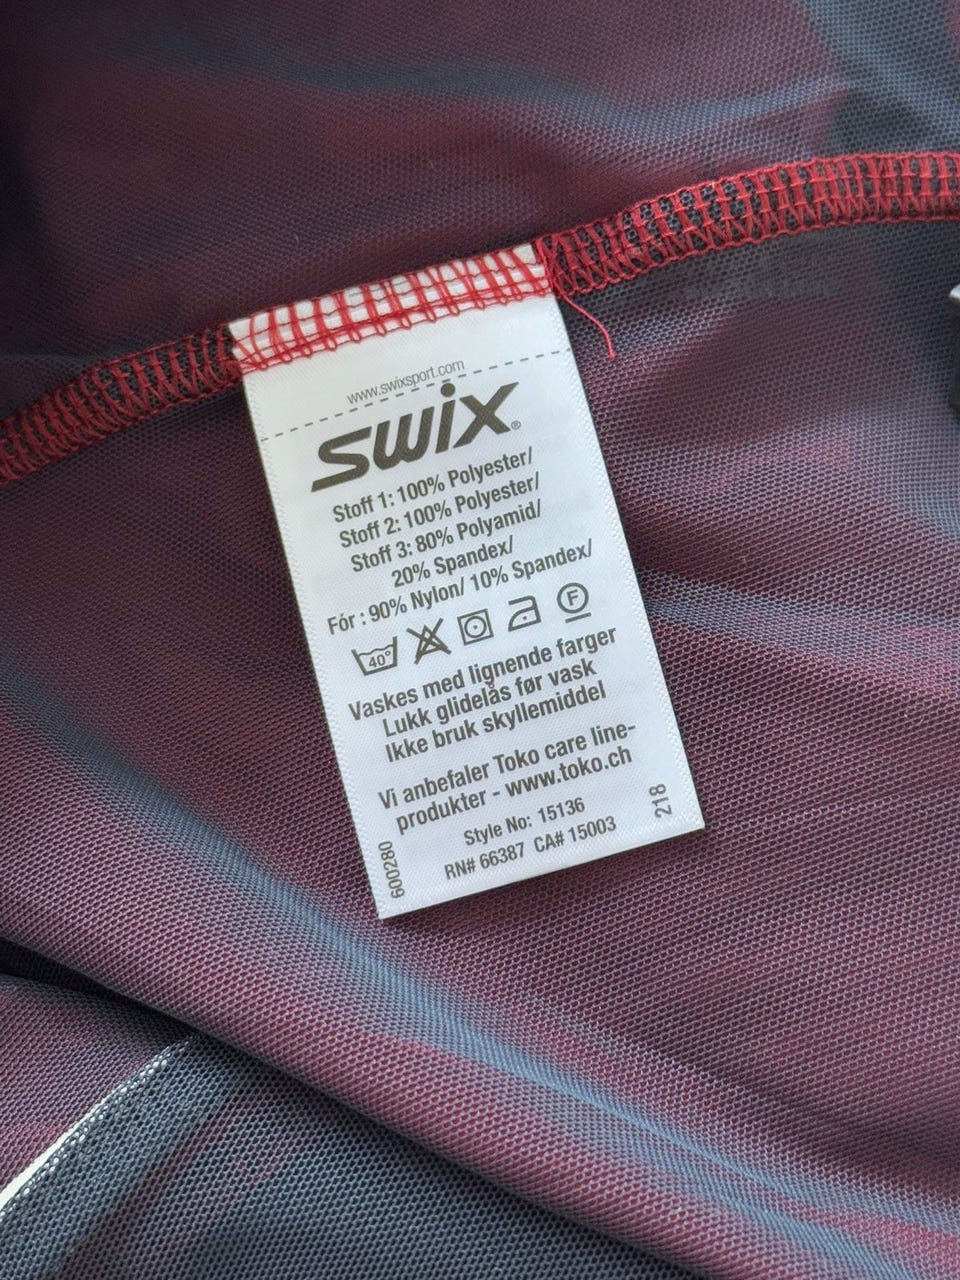 www.swixsport.com
SWIX®
Stoff 1: 100% Polyester/
Stoff 2: 100% Polyester/
Stoff 3: 80% Polyamid/
20% Spandex/
Fór : 90% Nylon/ 10% Spandex/
40° F
Vaskes med lignende farger
Lukk glidelås før vask
Ikke bruk skyllemiddel
Vi anbefaler Toko care line-
produkter - www.toko.ch
Style No: 15136
RN# 66387 CA# 15003
600280
218